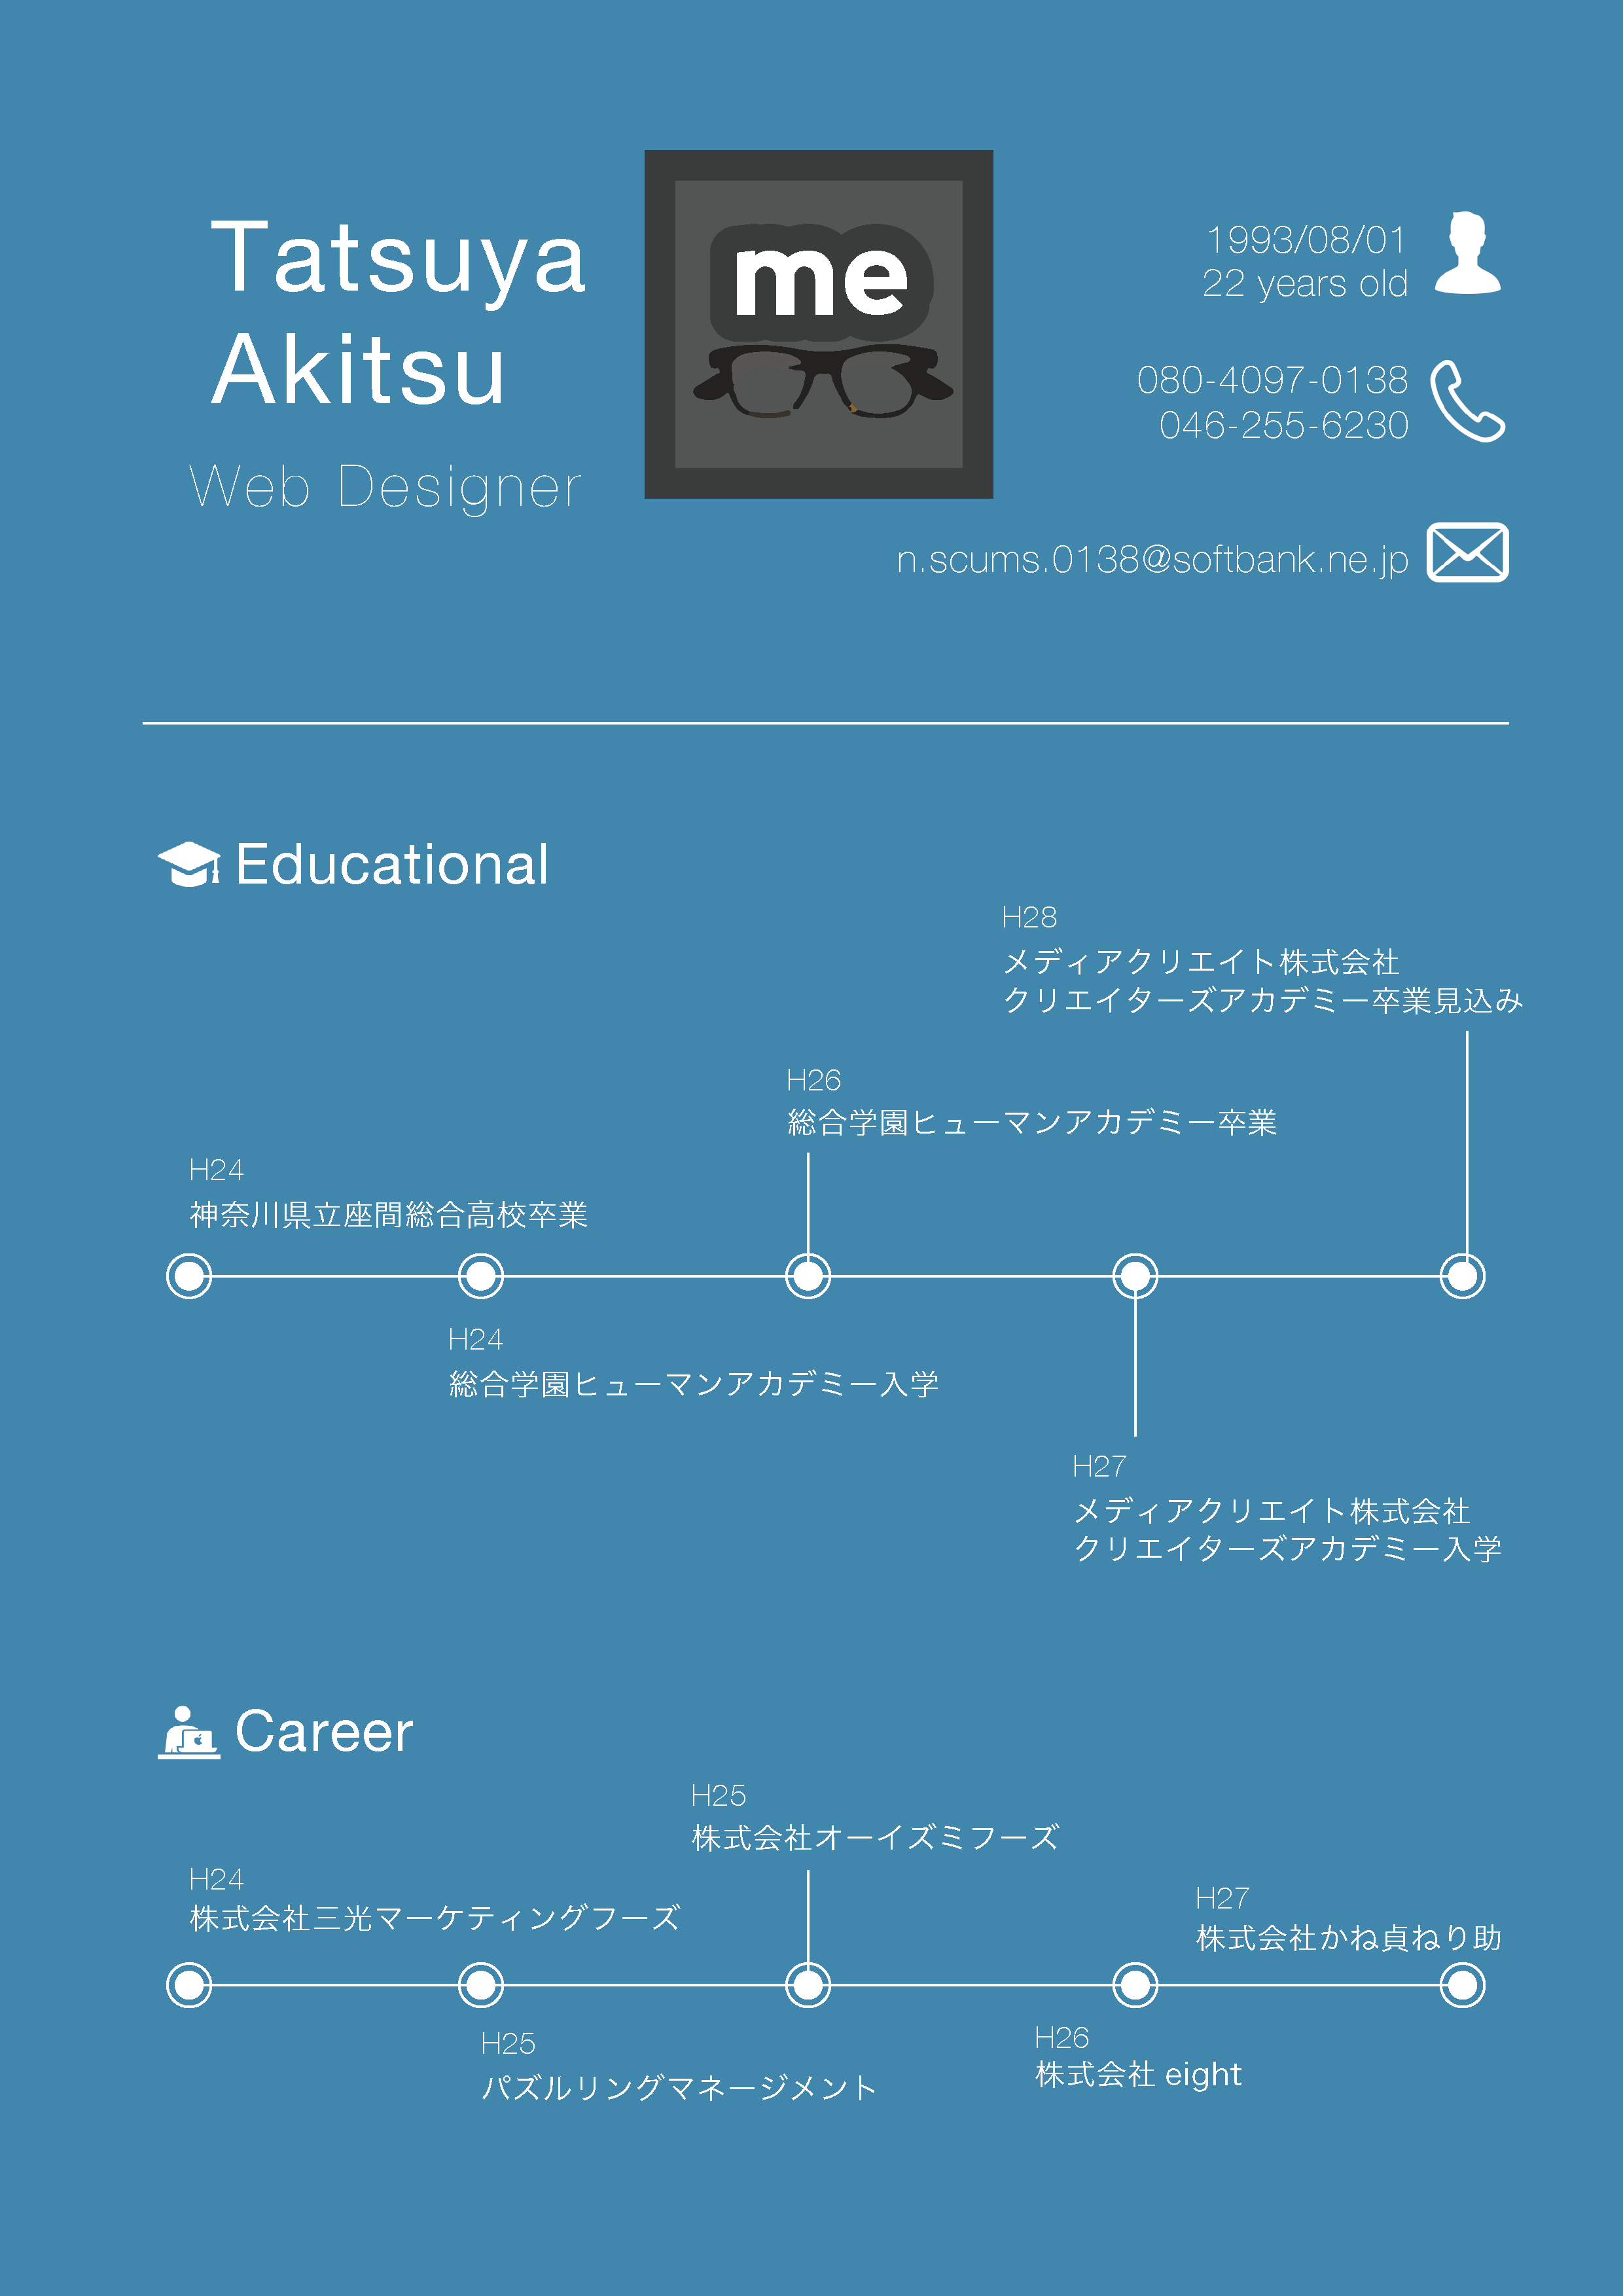 Tatsuya
Akitsu
Web Designer
me
1993/08/01
22 years old
080-4097-0138
046-255-6230
n.scums.0138@softbank.ne.jp
Educational
H28
メディアクリエイト株式会社
クリエイターズアカデミー卒業見込み
H26
総合学園ヒューマンアカデミー卒業
H24
神奈川県立座間総合高校卒業
H24
総合学園ヒューマンアカデミー入学
H27
メディアクリエイト株式会社
クリエイターズアカデミー入学
Career
H25
株式会社オーイズミフーズ
H24
株式会社三光マーケティングフーズ
H27
株式会社かね貞ねり助
H25
パズルリングマネージメント
H26
株式会社 eight